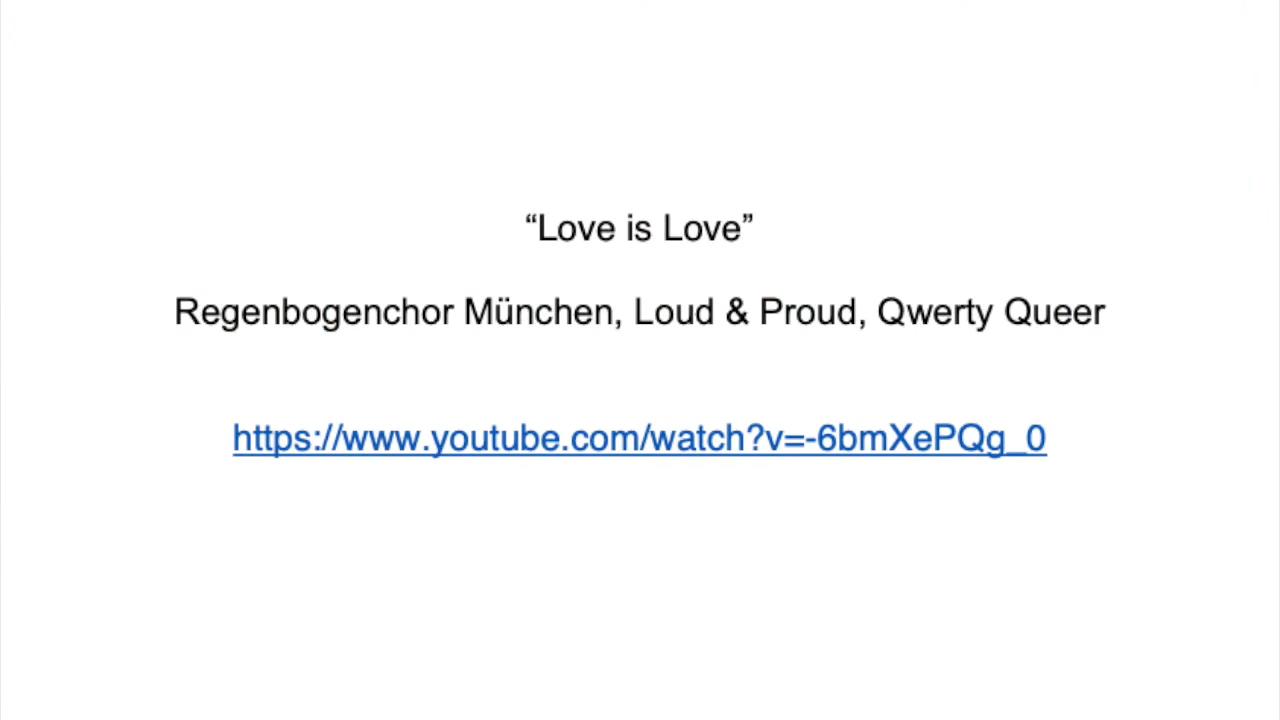 “Love is Love”
Regenbogenchor München, Loud & Proud, Qwerty Queer
https://www.youtube.com/watch?v=-6bmXePQg_0